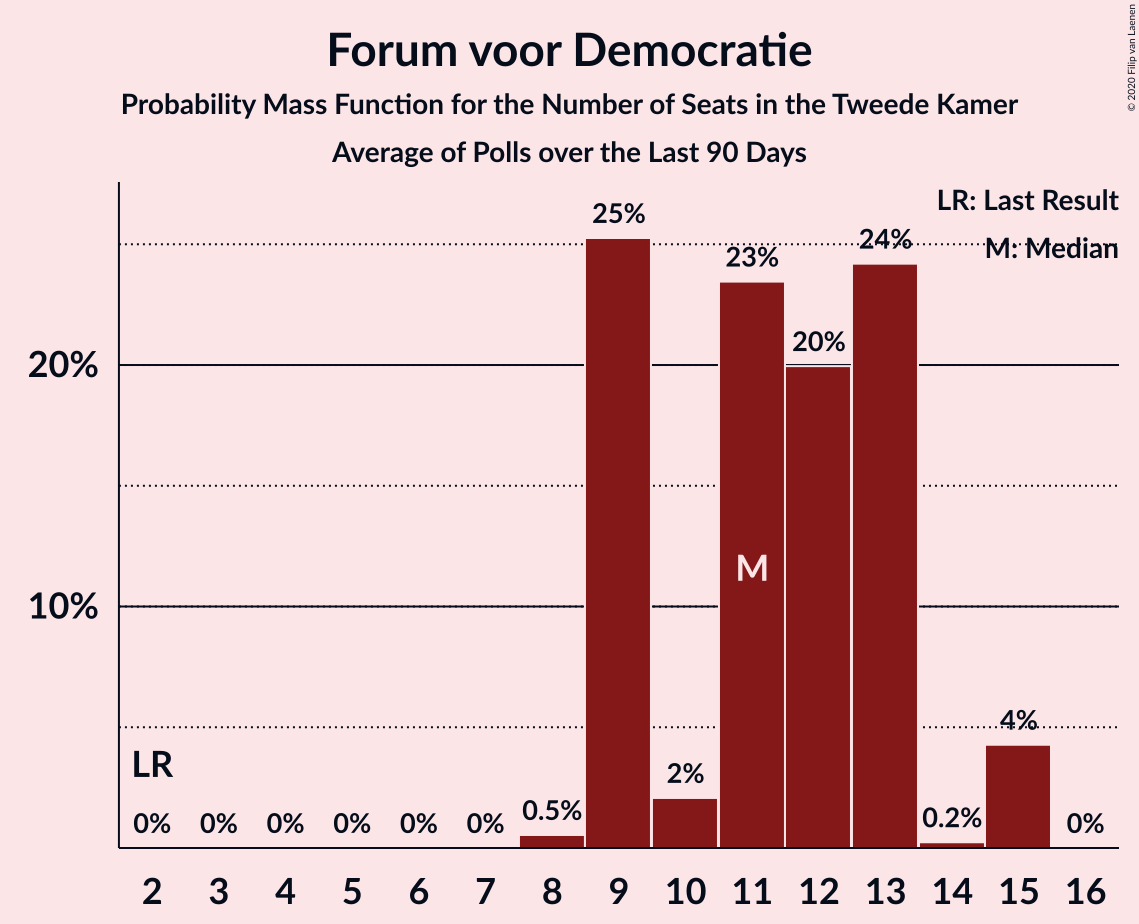 Forum voor Democratie
Probability Mass Function for the Number of Seats in the Tweede Kamer
Average of Polls over the Last 90 Days
© 2020 Filip van Laenen
LR: Last Result
M: Median
20%
10%
LR
M
0%
0%
0%
0%
0%
0%
0.5%
25%
2%
23%
20%
24%
0.2%
4%
0%
2 3 4 5 6 7 8 9 10 11 12 13 14 15 16